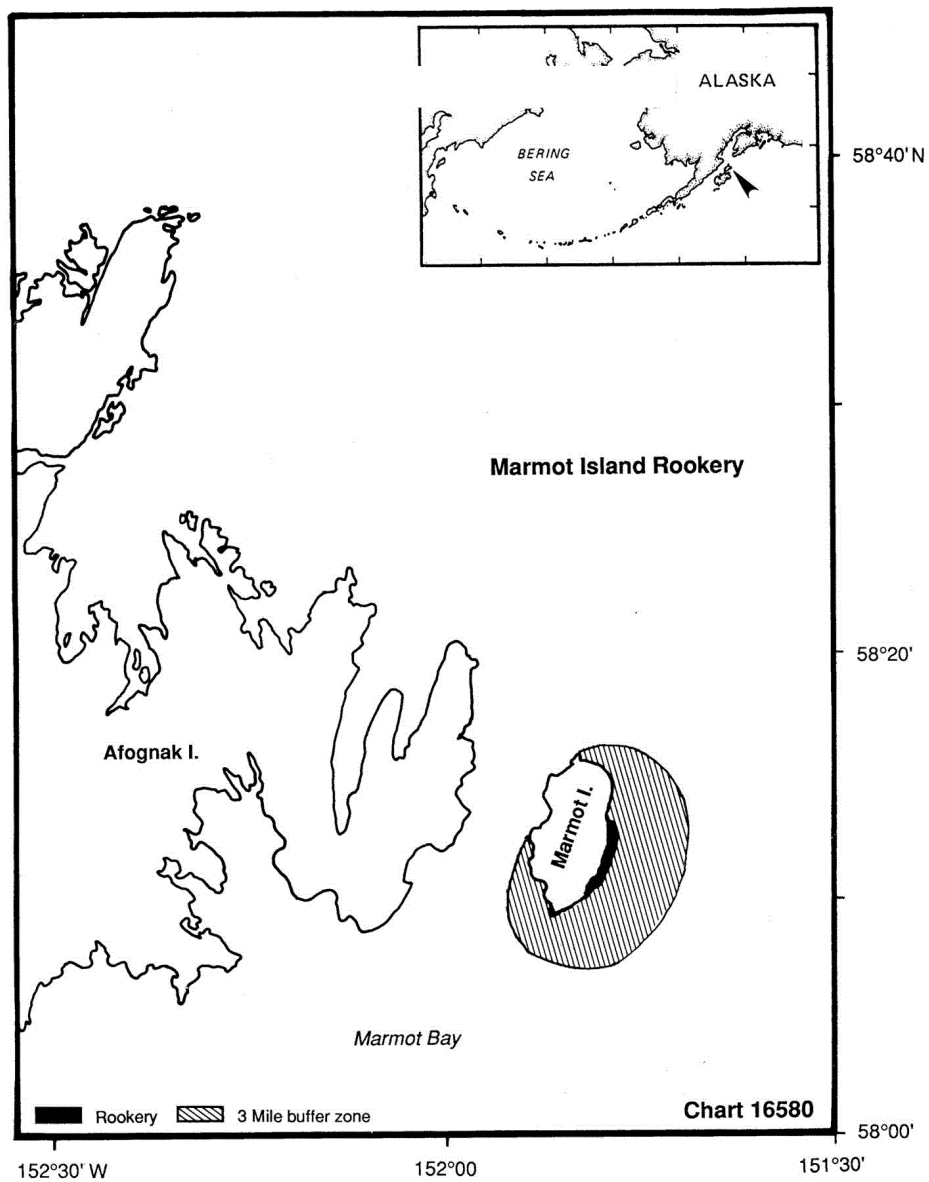 ALASKA
BERING
SEA
58°40' N
Marmot Island Rookery
58°20'
Afognak I.
Marmot I.
Marmot Bay
Rookery
3 Mile buffer zone
Chart 16580
58°00'
152°30' W
152°00
151°30'